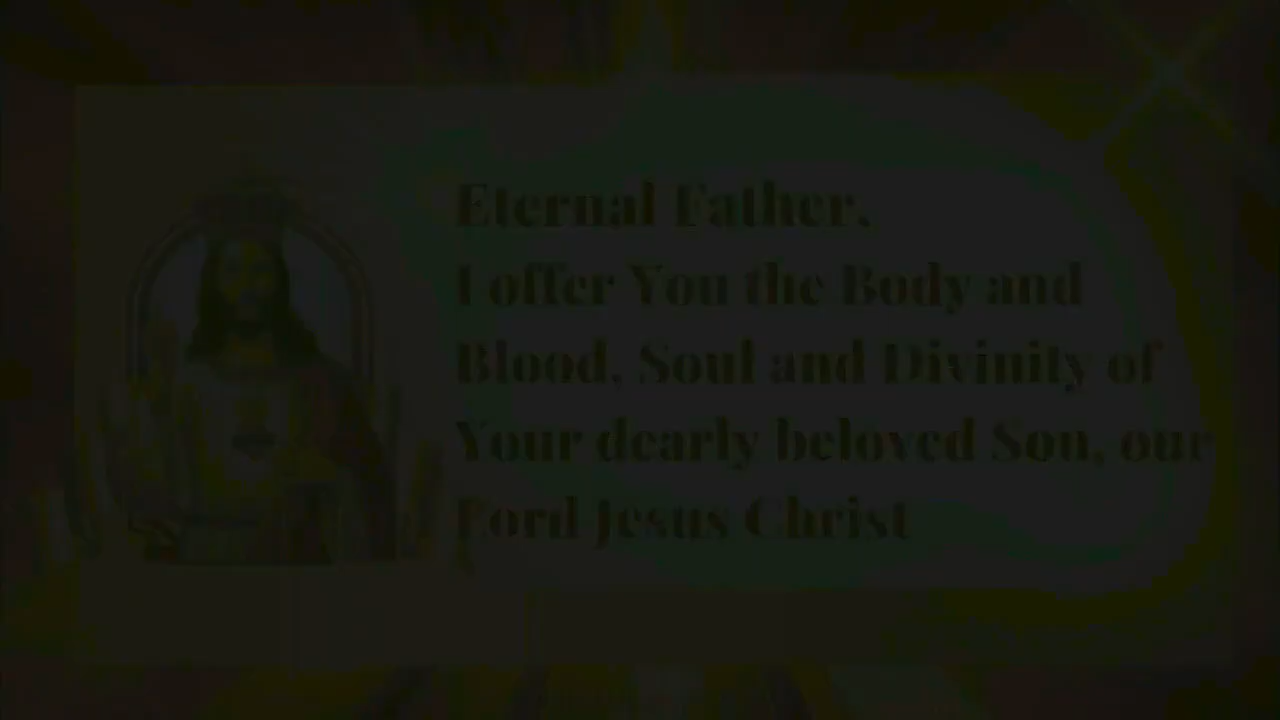 Eternal Father,
I offer You the Body and
Blood, Soul and Divinity of
Your dearly beloved Son, our
Lord Jesus Christ